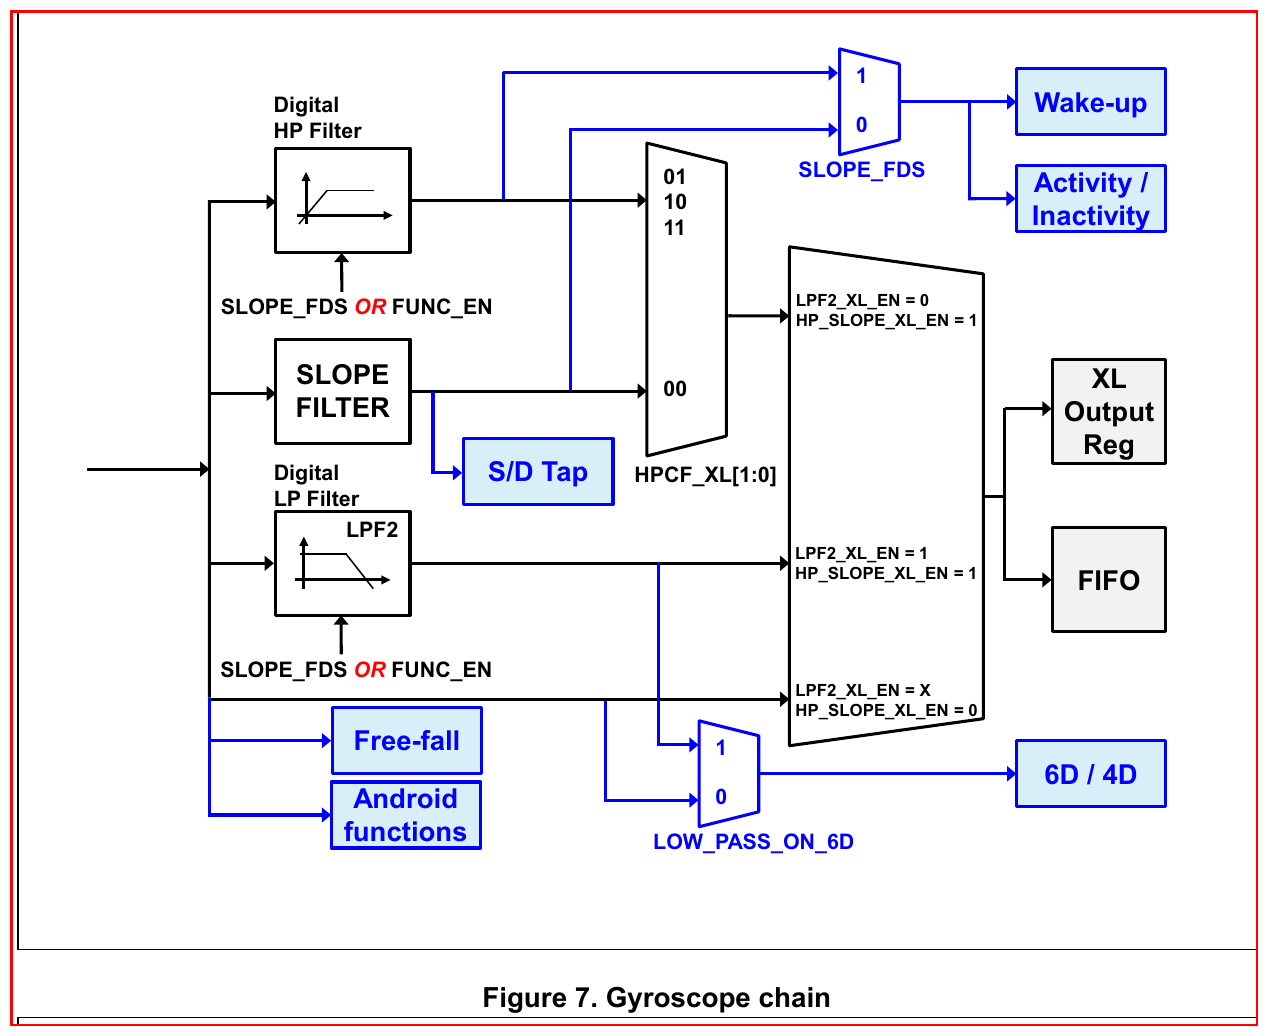 Digital
HP Filter
SLOPE_FDS OR FUNC_EN
SLOPE
FILTER
S/D Tap
Digital
LP Filter
LPF2
SLOPE_FDS OR FUNC_EN
Free-fall
Android
functions
01
10
11
00
HPCF_XL[1:0]
1
0
SLOPE_FDS
Wake-up
Activity /
Inactivity
LPF2_XL_EN = 0
HP_SLOPE_XL_EN = 1
LPF2_XL_EN = 1
HP_SLOPE_XL_EN = 1
LPF2_XL_EN = X
HP_SLOPE_XL_EN = 0
XL
Output
Reg
FIFO
1
0
LOW_PASS_ON_6D
6D / 4D
Figure 7. Gyroscope chain